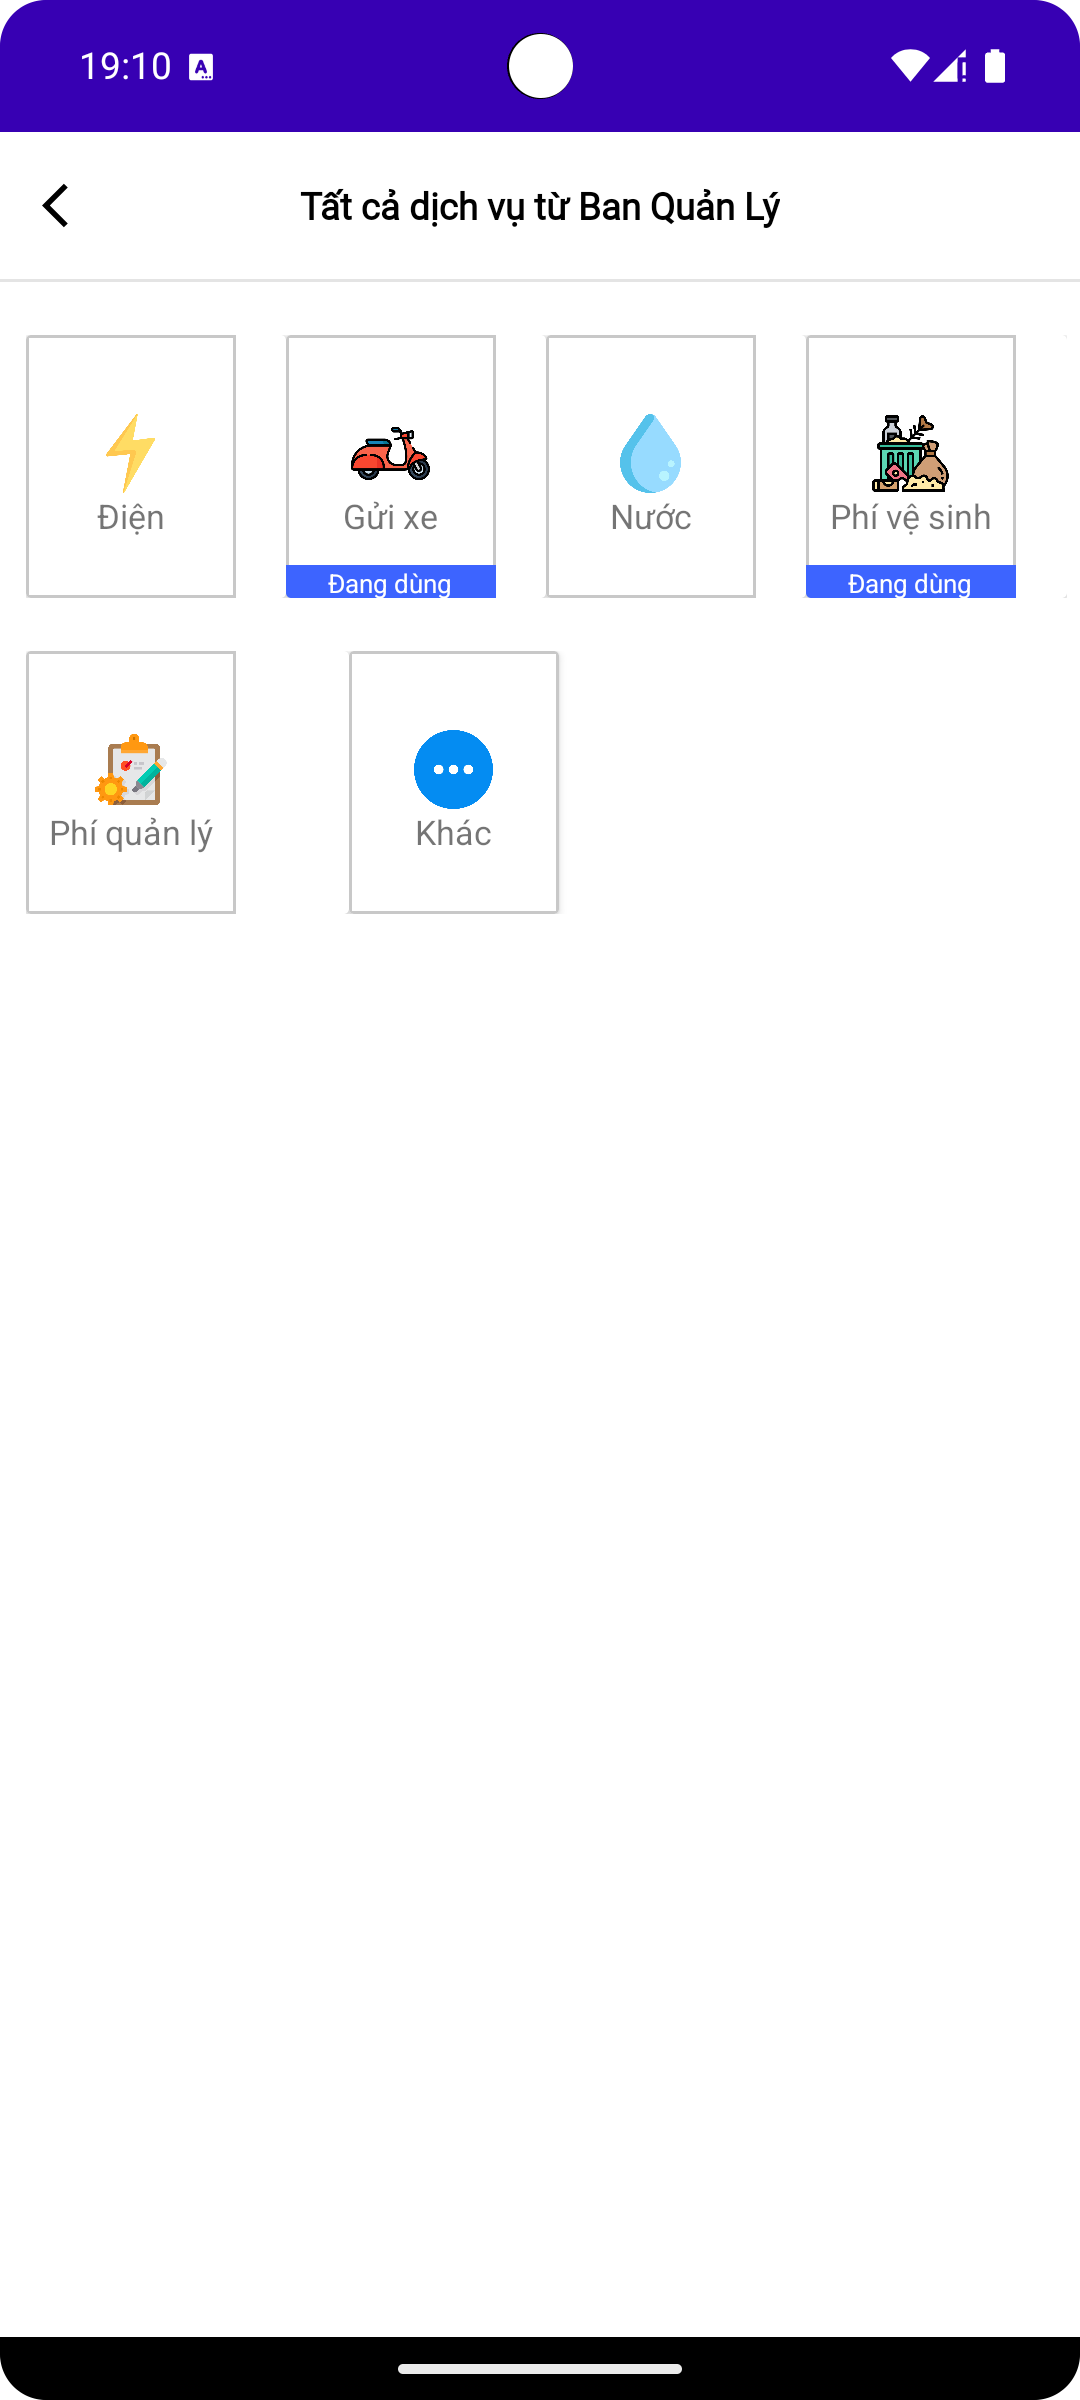 19:10
Tất cả dịch vụ từ Ban Quản Lý
Điện
Gửi xe
Nước
Phí vệ sinh
Đang dùng
Đang dùng
Phí quản lý
Khác